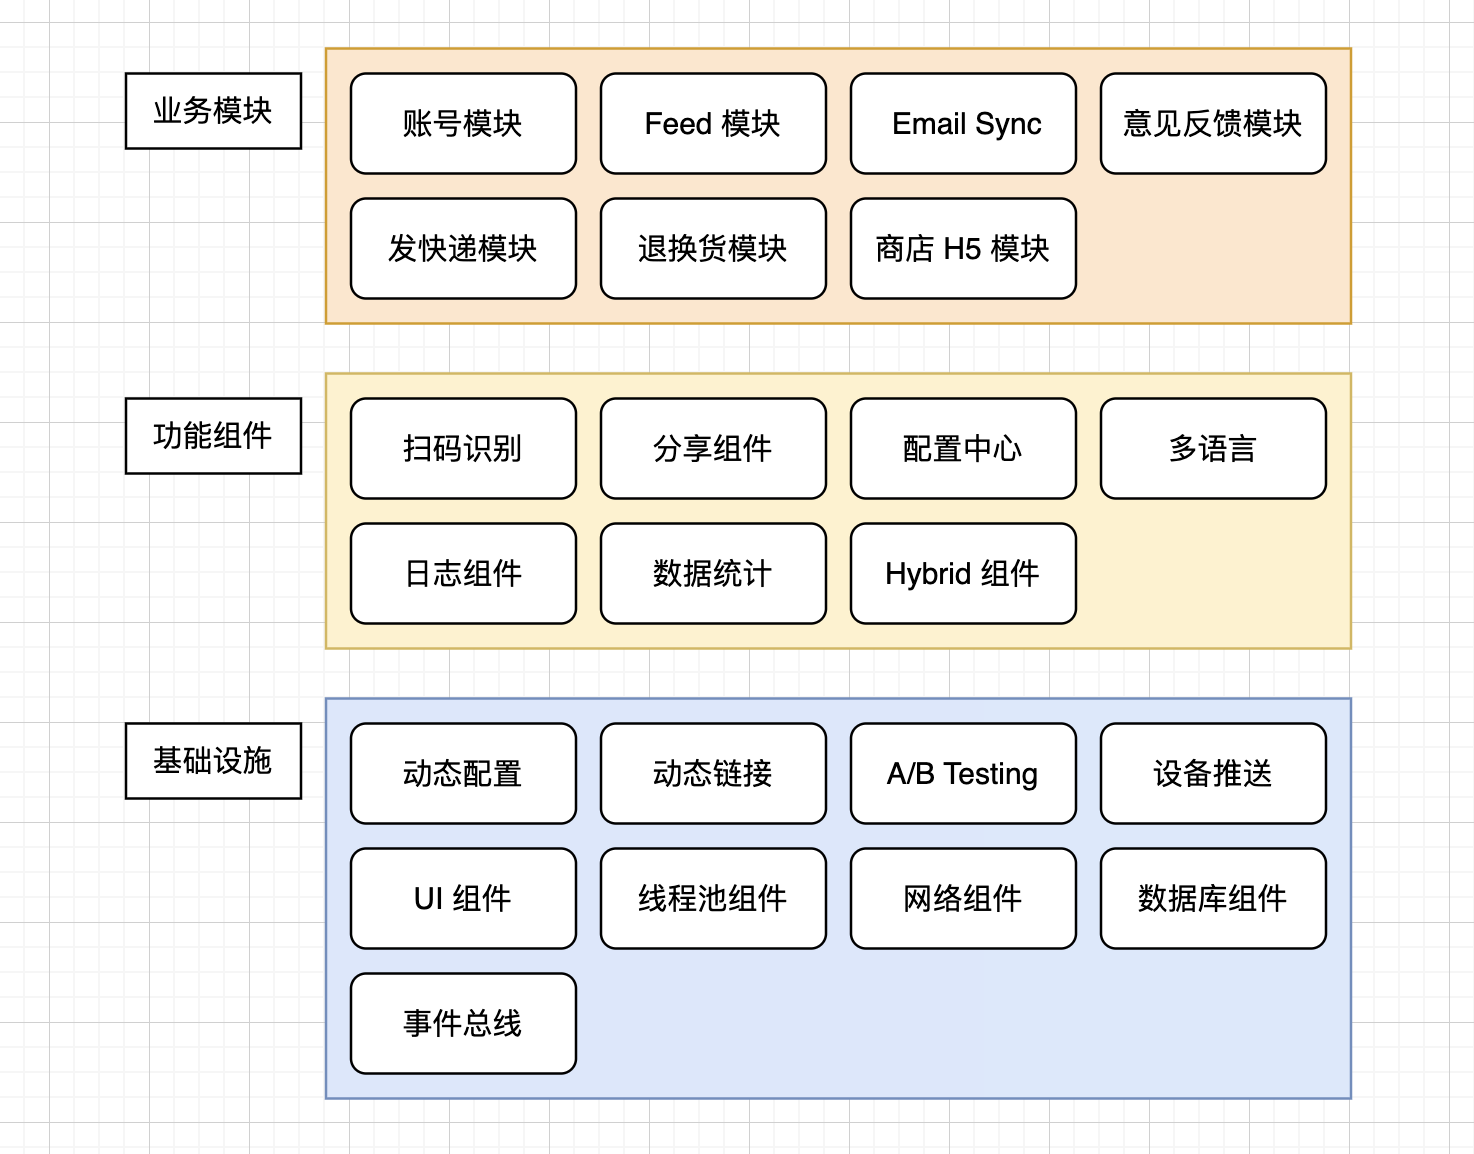 业务模块
账号模块
Feed 模块
Email Sync
意见反馈模块
发快递模块
退换货模块
商店 H5 模块
功能组件
扫码识别
分享组件
配置中心
多语言
日志组件
数据统计
Hybrid 组件
基础设施
动态配置
动态链接
A/B Testing
设备推送
UI 组件
线程池组件
网络组件
数据库组件
事件总线